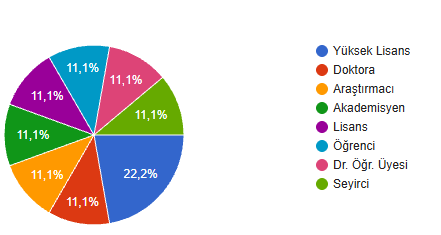 11,1%
11,1%
11,1%
11,1%
11,1%
11,1%
11,1%
22,2%
Yüksek Lisans
Doktora
Araştırmacı
Akademisyen
Lisans
Öğrenci
Dr. Öğr. Üyesi
Seyirci